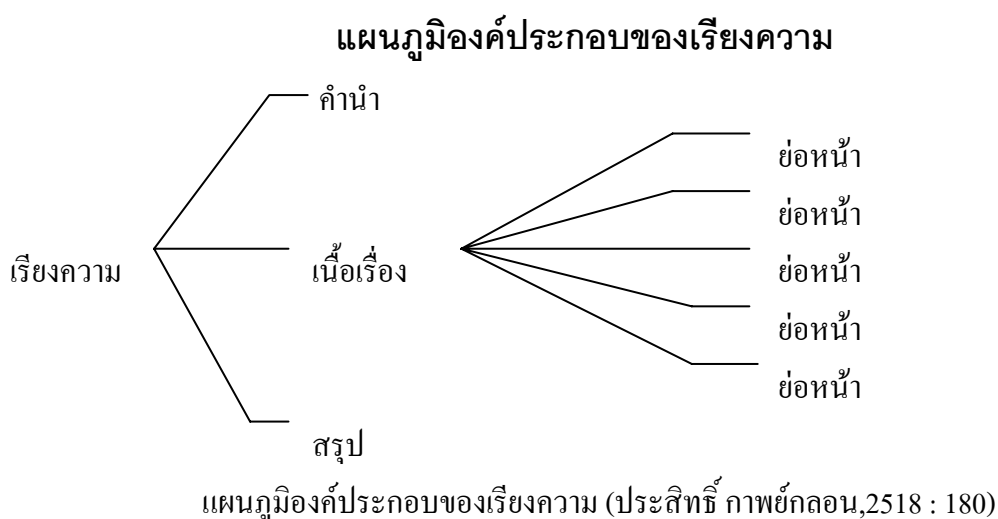 แผนภูมิองค์ประกอบของเรียงความ
คำนำ
ย่อหน้า
ย่อหน้า
เรียงความ เนื้อเรื่อง ย่อหน้า
ย่อหน้า
ย่อหน้า
สรุป
แผนภูมิองค์ประกอบของเรียงความ (ประสิทธิ์ กาพย์กลอน,2518 : 180)